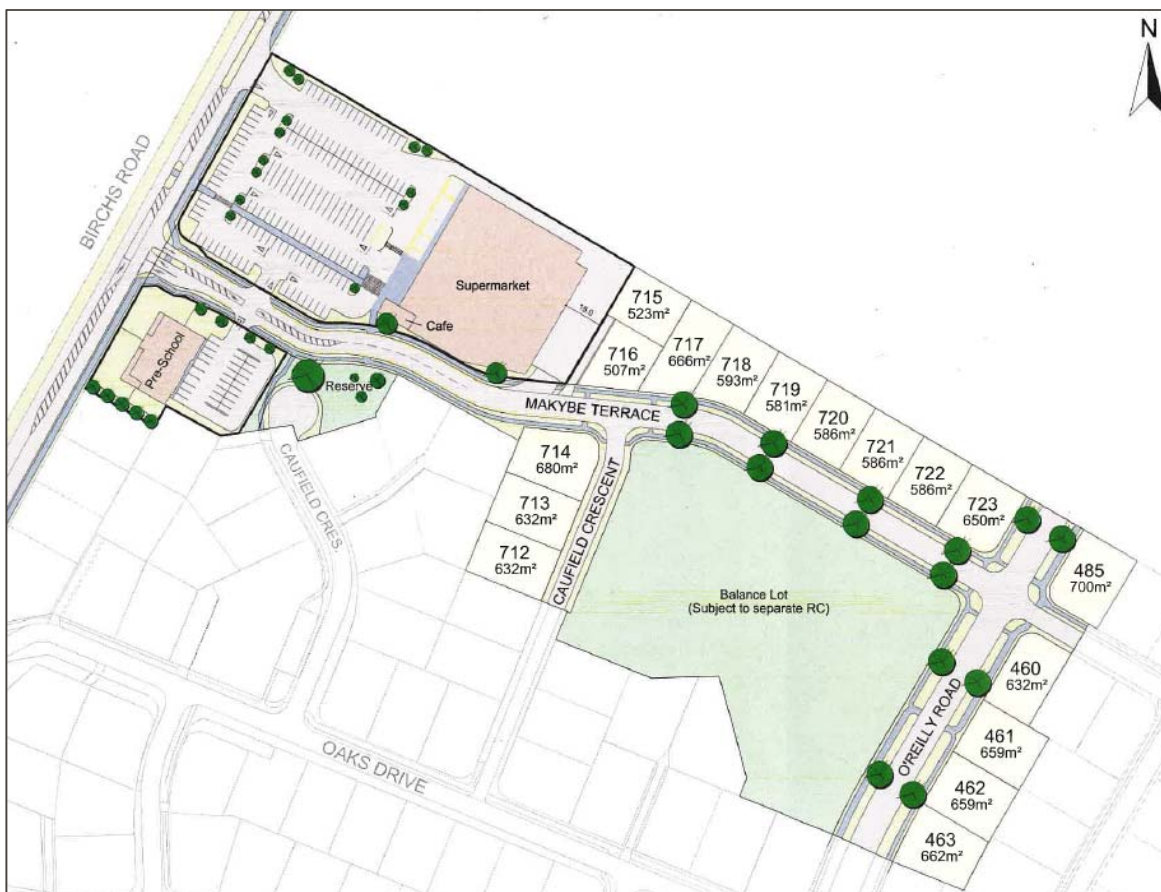 N
BIRCHS ROAD
Supermarket
18.0
Cafe
Pre-School
Reserve
MAKYBE TERRACE
CAUFIELD CRES.
CAUFIELD CRESCENT
715
523m²
716
507m²
717
666m²
718
593m²
719
581m²
720
586m²
721
586m²
722
586m²
723
650m²
485
700m²
714
680m²
713
632m²
712
632m²
Balance Lot
(Subject to separate RC)
460
632m²
461
659m²
462
659m²
463
662m²
O'REILLY ROAD
OAKS DRIVE